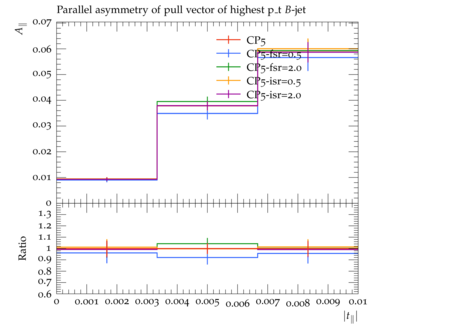 Parallel asymmetry of pull vector of highest p_t B-jet
A∥
0.07
0.06
0.05
0.04
0.03
0.02
0.01
0
CP5
CP5-fsr=0.5
CP5-fsr=2.0
CP5-isr=0.5
CP5-isr=2.0
Ratio
1.3
1.2
1.1
1
0.9
0.8
0.7
0.6
0 0.001 0.002 0.003 0.004 0.005 0.006 0.007 0.008 0.009 0.01
|t∥|